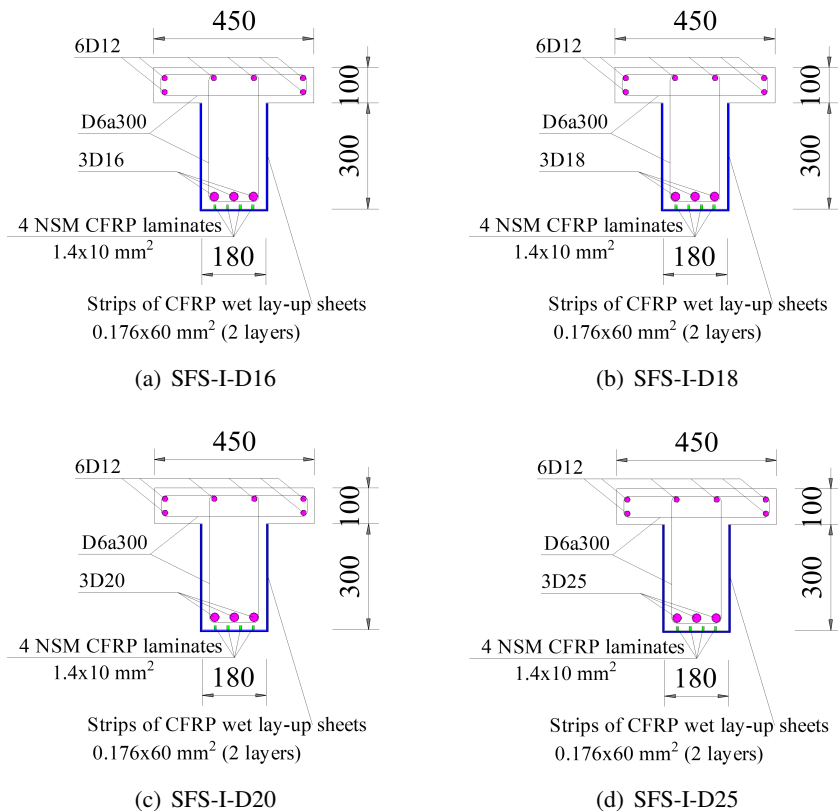 450
6D12
100
D6a300
300
3D16
4 NSM CFRP laminates
1.4x10 mm²
180
Strips of CFRP wet lay-up sheets
0.176x60 mm² (2 layers)
(a) SFS-I-D16
450
6D12
100
D6a300
300
3D18
4 NSM CFRP laminates
1.4x10 mm²
180
Strips of CFRP wet lay-up sheets
0.176x60 mm² (2 layers)
(b) SFS-I-D18
450
6D12
100
D6a300
300
3D20
4 NSM CFRP laminates
1.4x10 mm²
180
Strips of CFRP wet lay-up sheets
0.176x60 mm² (2 layers)
(c) SFS-I-D20
450
6D12
100
D6a300
300
3D25
4 NSM CFRP laminates
1.4x10 mm²
180
Strips of CFRP wet lay-up sheets
0.176x60 mm² (2 layers)
(d) SFS-I-D25